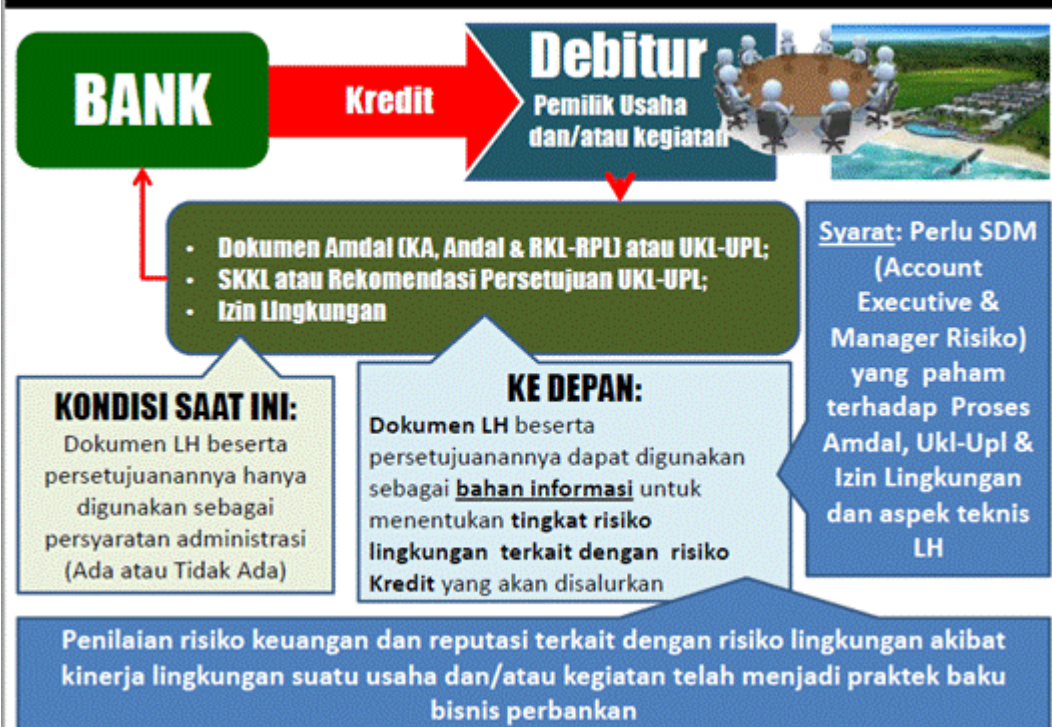 BANK
Kredit
Debitur
Pemilik Usaha
dan/atau kegiatan
• Dokumen Amdal (KA, Andal & RKL-RPL) atau UKL-UPL;
• SKKL atau Rekomendasi Persetujuan UKL-UPL;
• Izin Lingkungan
KONDISI SAAT INI:
Dokumen LH beserta
persetujuanannya hanya
digunakan sebagai
persyaratan administrasi
(Ada atau Tidak Ada)
KE DEPAN:
Dokumen LH beserta
persetujuanannya dapat digunakan
sebagai bahan informasi untuk
menentukan tingkat risiko
lingkungan terkait dengan risiko
Kredit yang akan disalurkan
Syarat: Perlu SDM
(Account
Executive &
Manager Risiko)
yang paham
terhadap Proses
Amdal, Ukl-Upl &
Izin Lingkungan
dan aspek teknis
LH
Penilaian risiko keuangan dan reputasi terkait dengan risiko lingkungan akibat
kinerja lingkungan suatu usaha dan/atau kegiatan telah menjadi praktek baku
bisnis perbankan